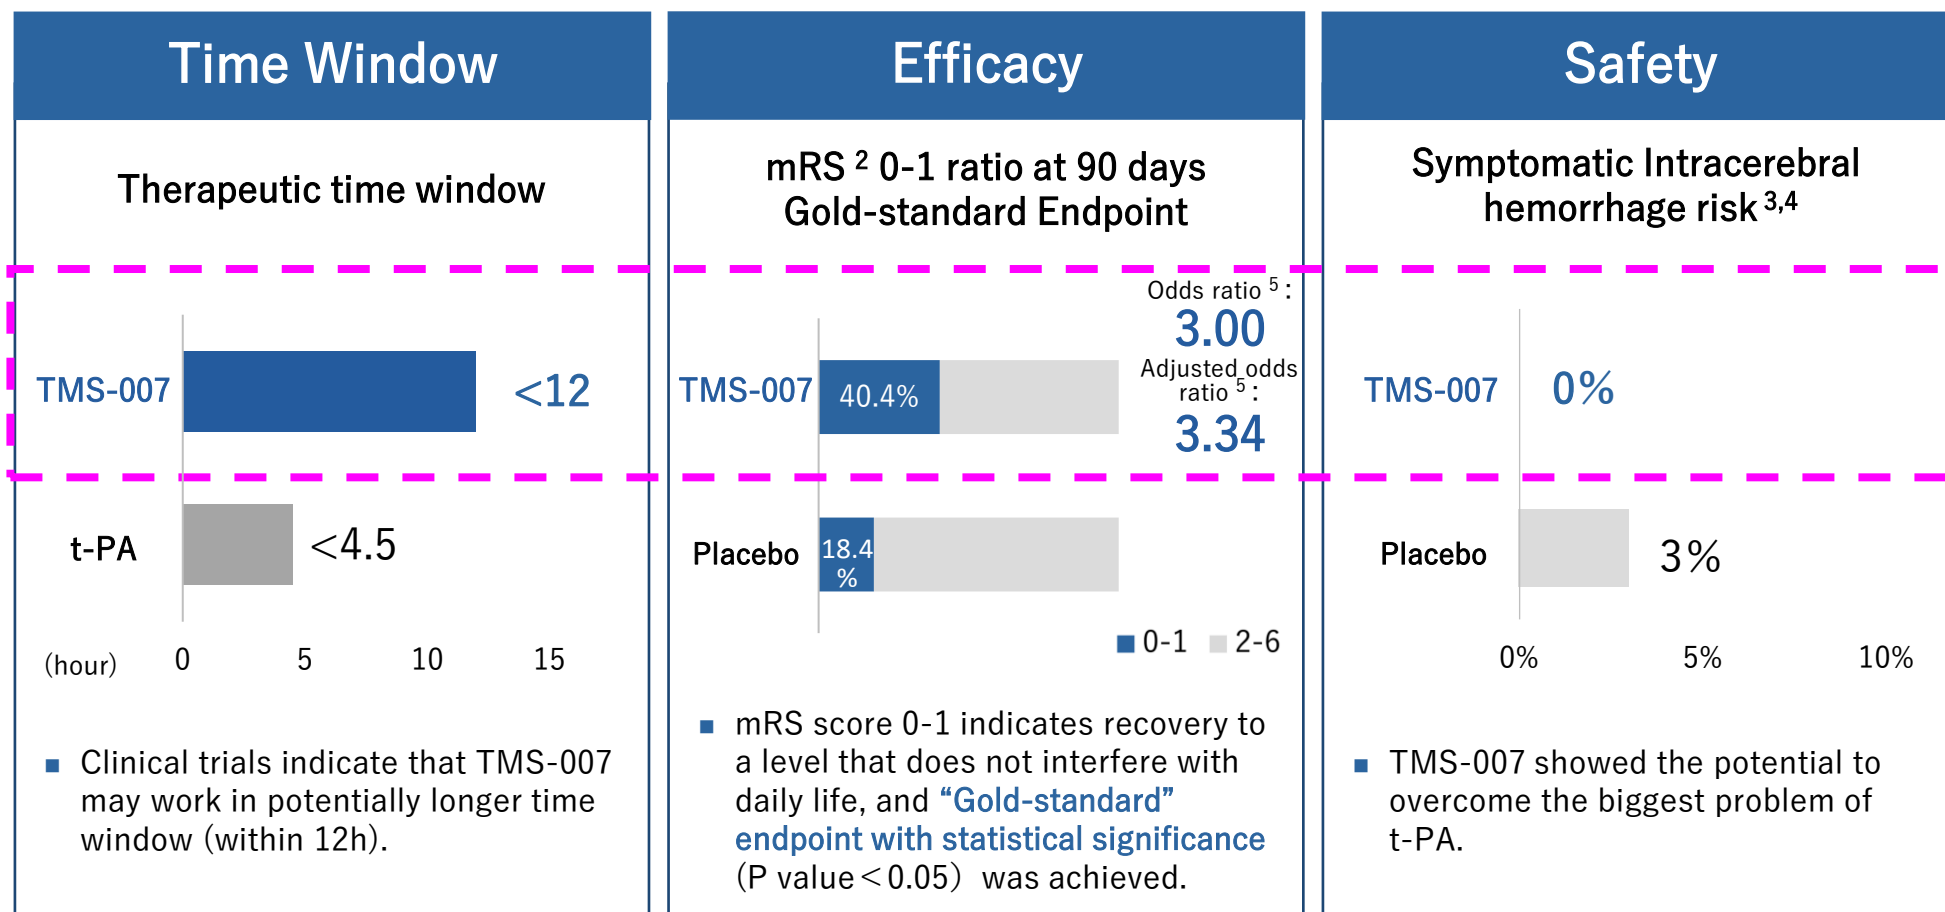 Time Window
Therapeutic time window
TMS-007
<12
t-PA
<4.5
(hour)
0
5
10
15
■ Clinical trials indicate that TMS-007
may work in potentially longer time
window (within 12h).
Efficacy
mRS 2 0-1 ratio at 90 days
Gold-standard Endpoint
Odds ratio 5 :
3.00
Adjusted odds
ratio 5 :
3.34
TMS-007
40.4%
Placebo
18.4
%
0-1
2-6
■ mRS score 0-1 indicates recovery to
a level that does not interfere with
daily life, and “Gold-standard”
endpoint with statistical significance
(P value<0.05) was achieved.
Safety
Symptomatic Intracerebral
hemorrhage risk 3,4
TMS-007
0%
Placebo
3%
0%
5%
10%
■ TMS-007 showed the potential to
overcome the biggest problem of
t-PA.